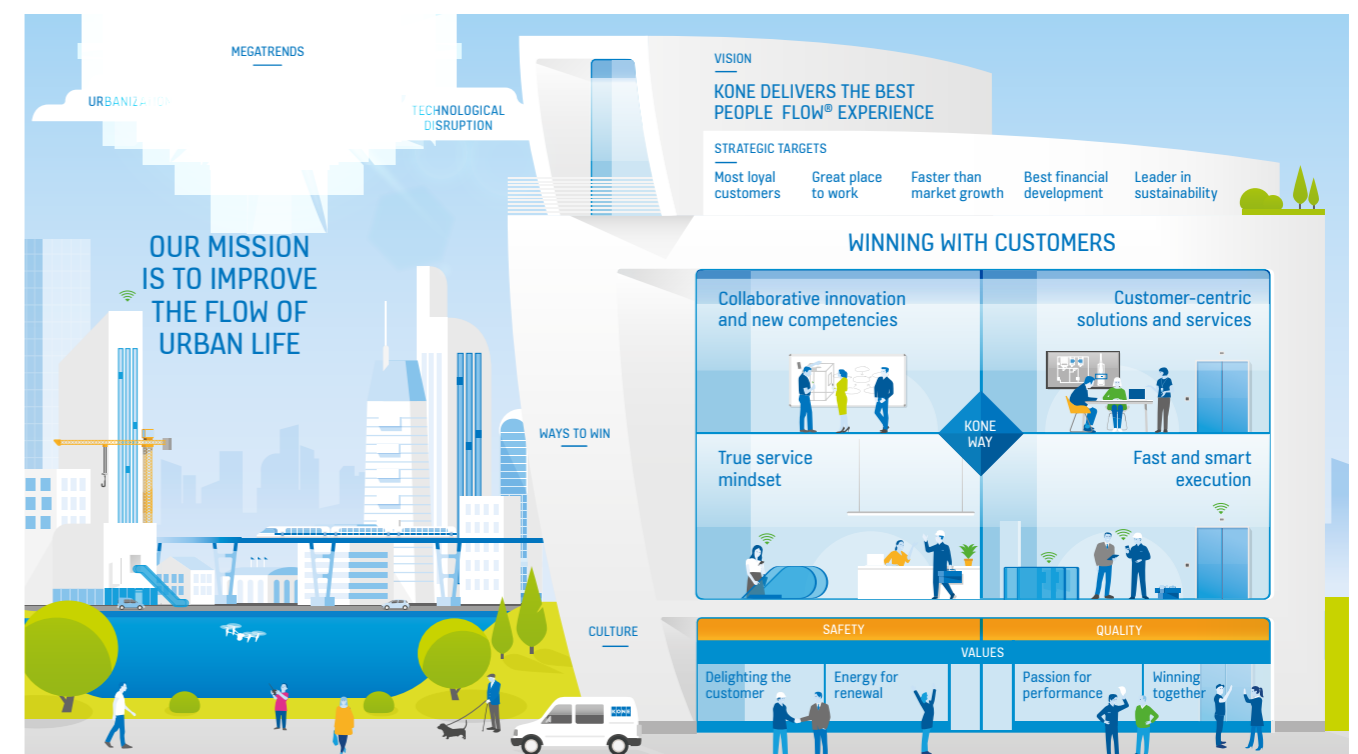 MEGATRENDS
TECHNOLOGICAL
DISRUPTION
OUR MISSION
IS TO IMPROVE
THE FLOW OF
URBAN LIFE
VISION
KONE DELIVERS THE BEST
PEOPLE FLOW® EXPERIENCE
STRATEGIC TARGETS
Most loyal
customers
Great place
to work
Faster than
market growth
Best financial
development
Leader in
sustainability
WINNING WITH CUSTOMERS
WAYS TO WIN
Collaborative innovation
and new competencies
Customer-centric
solutions and services
KONE
WAY
True service
mindset
Fast and smart
execution
CULTURE
SAFETY
QUALITY
VALUES
Delighting the
customer
Energy for
renewal
Passion for
performance
Winning
together
KONE